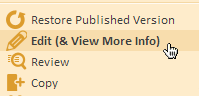 Restore Published Version
Edit (& View More Info)
Review
Copy